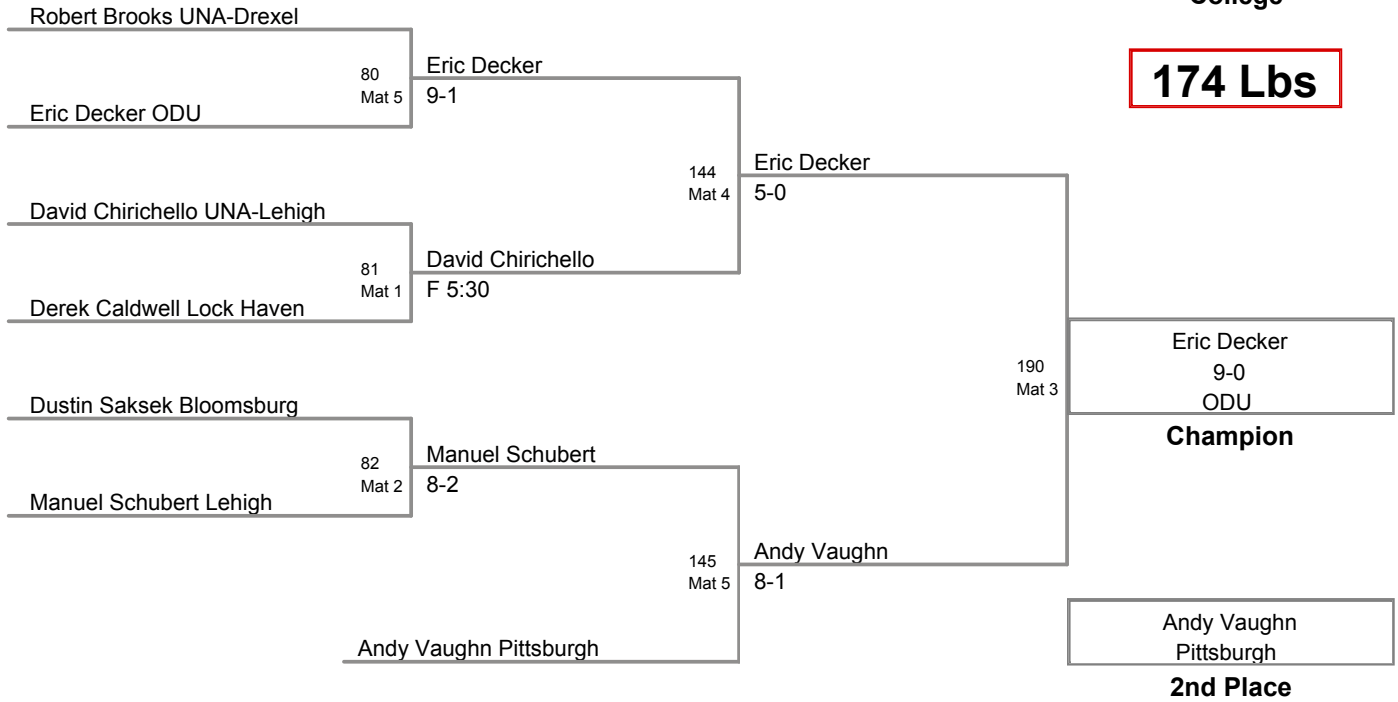 College
174 Lbs
Robert Brooks UNA-Drexel
80
Mat 5
Eric Decker
9-1
Eric Decker ODU
144
Mat 4
Eric Decker
5-0
David Chirichello UNA-Lehigh
81
Mat 1
David Chirichello
F 5:30
Derek Caldwell Lock Haven
190
Mat 3
Eric Decker
9-0
ODU
Champion
Dustin Saksek Bloomsburg
82
Mat 2
Manuel Schubert
8-2
Manuel Schubert Lehigh
145
Mat 5
Andy Vaughn
8-1
Andy Vaughn Pittsburgh
Andy Vaughn
Pittsburgh
2nd Place